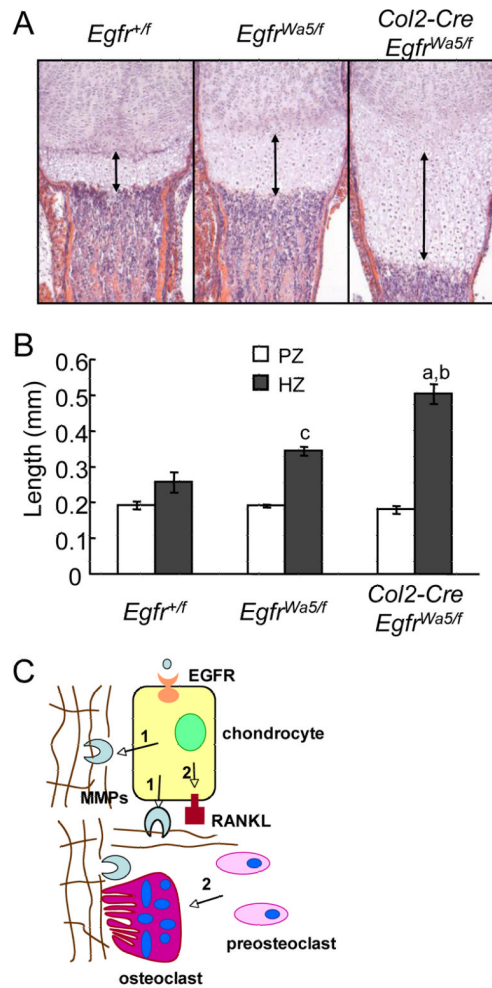 A
Egfr+/f
EgfrWa5/f
Col2-Cre
EgfrWa5/f
B
Length (mm)
0.6
0.5
0.4
0.3
0.2
0.1
0
PZ
HZ
c
a,b
Egfr+/f
EgfrWa5/f
Col2-Cre
EgfrWa5/f
C
EGFR
1
chondrocyte
1
2
MMPs
RANKL
2
preosteoclast
osteoclast